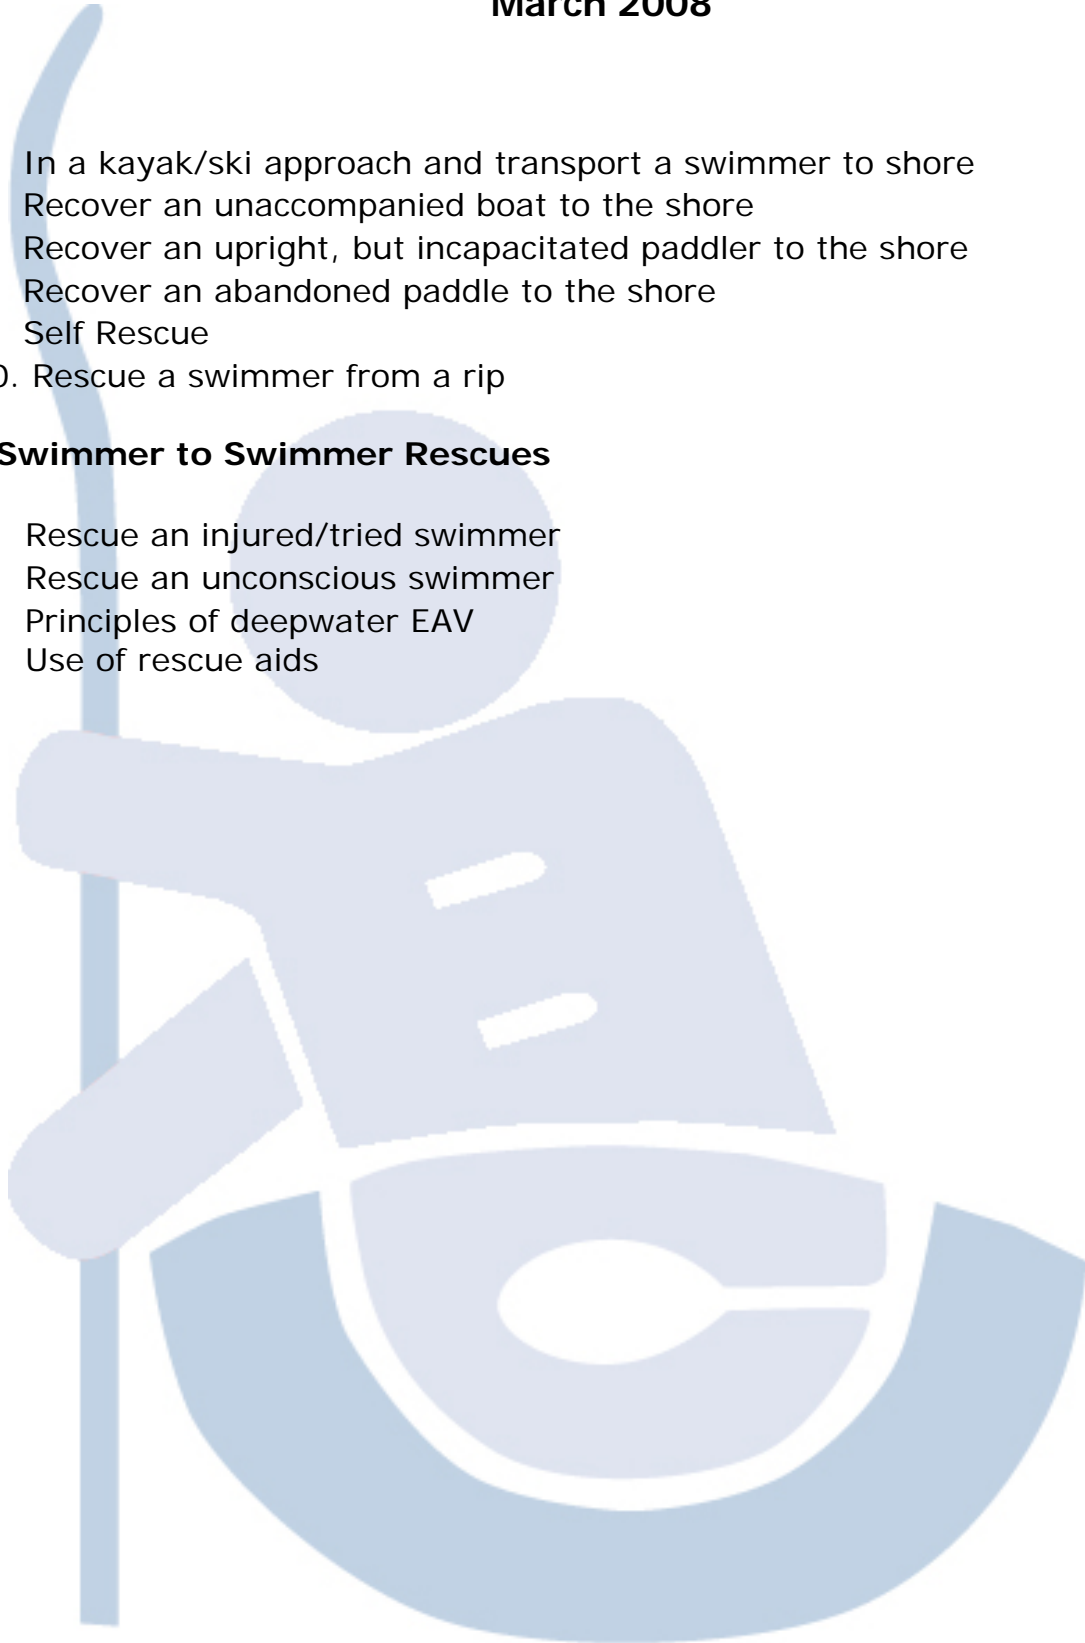 March 2008
In a kayak/ski approach and transport a swimmer to shore
Recover an unaccompanied boat to the shore
Recover an upright, but incapacitated paddler to the shore
Recover an abandoned paddle to the shore
Self Rescue
0. Rescue a swimmer from a rip
Swimmer to Swimmer Rescues
Rescue an injured/tried swimmer
Rescue an unconscious swimmer
Principles of deepwater EAV
Use of rescue aids